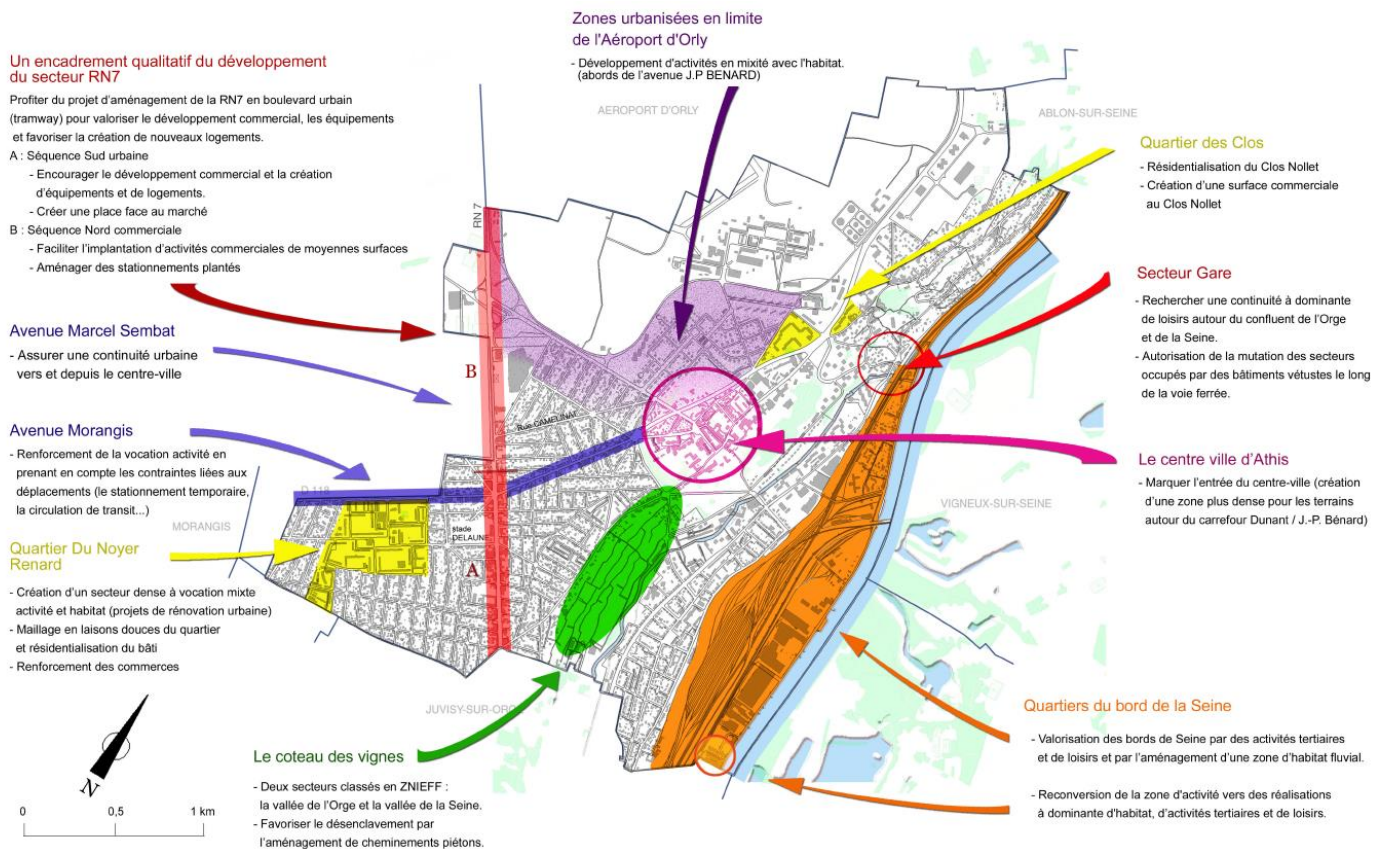 Zones urbanisées en limite
de l'Aéroport d'Orly
- Développement d'activités en mixité avec l'habitat.
(abords de l'avenue J.P BENARD)
Un encadrement qualitatif du développement
du secteur RN7
Profiter du projet d'aménagement de la RN7 en boulevard urbain
(tramway) pour valoriser le développement commercial, les équipements
et favoriser la création de nouveaux logements.
A : Séquence Sud urbaine
- Encourager le développement commercial et la création
d'équipements et de logements.
- Créer une place face au marché
B : Séquence Nord commerciale
- Faciliter l'implantation d'activités commerciales de moyennes surfaces
- Aménager des stationnements plantés
Avenue Marcel Sembat
- Assurer une continuité urbaine
vers et depuis le centre-ville
Avenue Morangis
- Renforcement de la vocation activité en
prenant en compte les contraintes liées aux
déplacements (le stationnement temporaire,
la circulation de transit...)
Quartier Du Noyer
Renard
- Création d'un secteur dense à vocation mixte
activité et habitat (projets de rénovation urbaine)
- Maillage en laisons douces du quartier
et résidentialisation du bâti
- Renforcement des commerces
N
0 0,5 1 km
AEROPORT D'ORLY
ABLON-SUR-SEINE
RN 7
B
Rue CAMELINAT
D 118
MORANGIS
stade
DELAUNE
A
VIGNEUX-SUR-SEINE
JUVISY-SUR-ORGE
Le coteau des vignes
- Deux secteurs classés en ZNIEFF :
la vallée de l'Orge et la vallée de la Seine.
- Favoriser le désenclavement par
l'aménagement de cheminements piétons.
Quartier des Clos
- Résidentialisation du Clos Nollet
- Création d'une surface commerciale
au Clos Nollet
Secteur Gare
- Rechercher une continuité à dominante
de loisirs autour du confluent de l'Orge
et de la Seine.
- Autorisation de la mutation des secteurs
occupés par des bâtiments vétustes le long
de la voie ferrée.
Le centre ville d'Athis
- Marquer l'entrée du centre-ville (création
d'une zone plus dense pour les terrains
autour du carrefour Dunant / J.-P. Bénard)
Quartiers du bord de la Seine
- Valorisation des bords de Seine par des activités tertiaires
et de loisirs et par l'aménagement d'une zone d'habitat fluvial.
- Reconversion de la zone d'activité vers des réalisations
à dominante d'habitat, d'activités tertiaires et de loisirs.